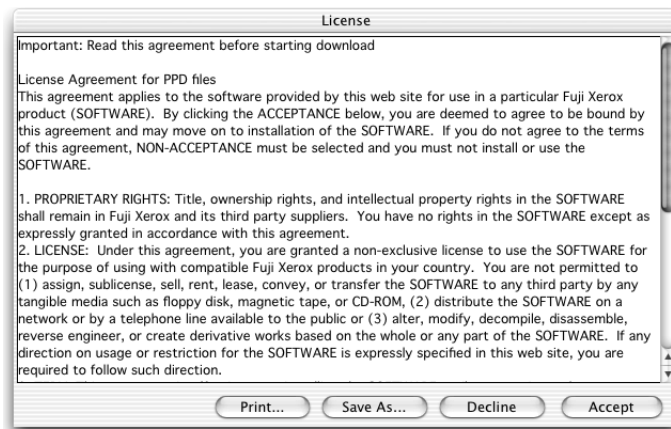 License
Important: Read this agreement before starting download
License Agreement for PPD files
This agreement applies to the software provided by this web site for use in a particular Fuji Xerox
product (SOFTWARE).  By clicking the ACCEPTANCE below, you are deemed to agree to be bound by
this agreement and may move on to installation of the SOFTWARE.  If you do not agree to the terms
of this agreement, NON-ACCEPTANCE must be selected and you must not install or use the
SOFTWARE.
1. PROPRIETARY RIGHTS: Title, ownership rights, and intellectual property rights in the SOFTWARE
shall remain in Fuji Xerox and its third party suppliers.  You have no rights in the SOFTWARE except as
expressly granted in accordance with this agreement.
2. LICENSE:  Under this agreement, you are granted a non-exclusive license to use the SOFTWARE for
the purpose of using with compatible Fuji Xerox products in your country.  You are not permitted to
(1) assign, sublicense, sell, rent, lease, convey, or transfer the SOFTWARE to any third party by any
tangible media such as floppy disk, magnetic tape, or CD-ROM, (2) distribute the SOFTWARE on a
network or by a telephone line available to the public or (3) alter, modify, decompile, disassemble,
reverse engineer, or create derivative works based on the whole or any part of the SOFTWARE.  If any
direction on usage or restriction for the SOFTWARE is expressly specified in this web site, you are
required to follow such direction.
Print... Save As... Decline Accept